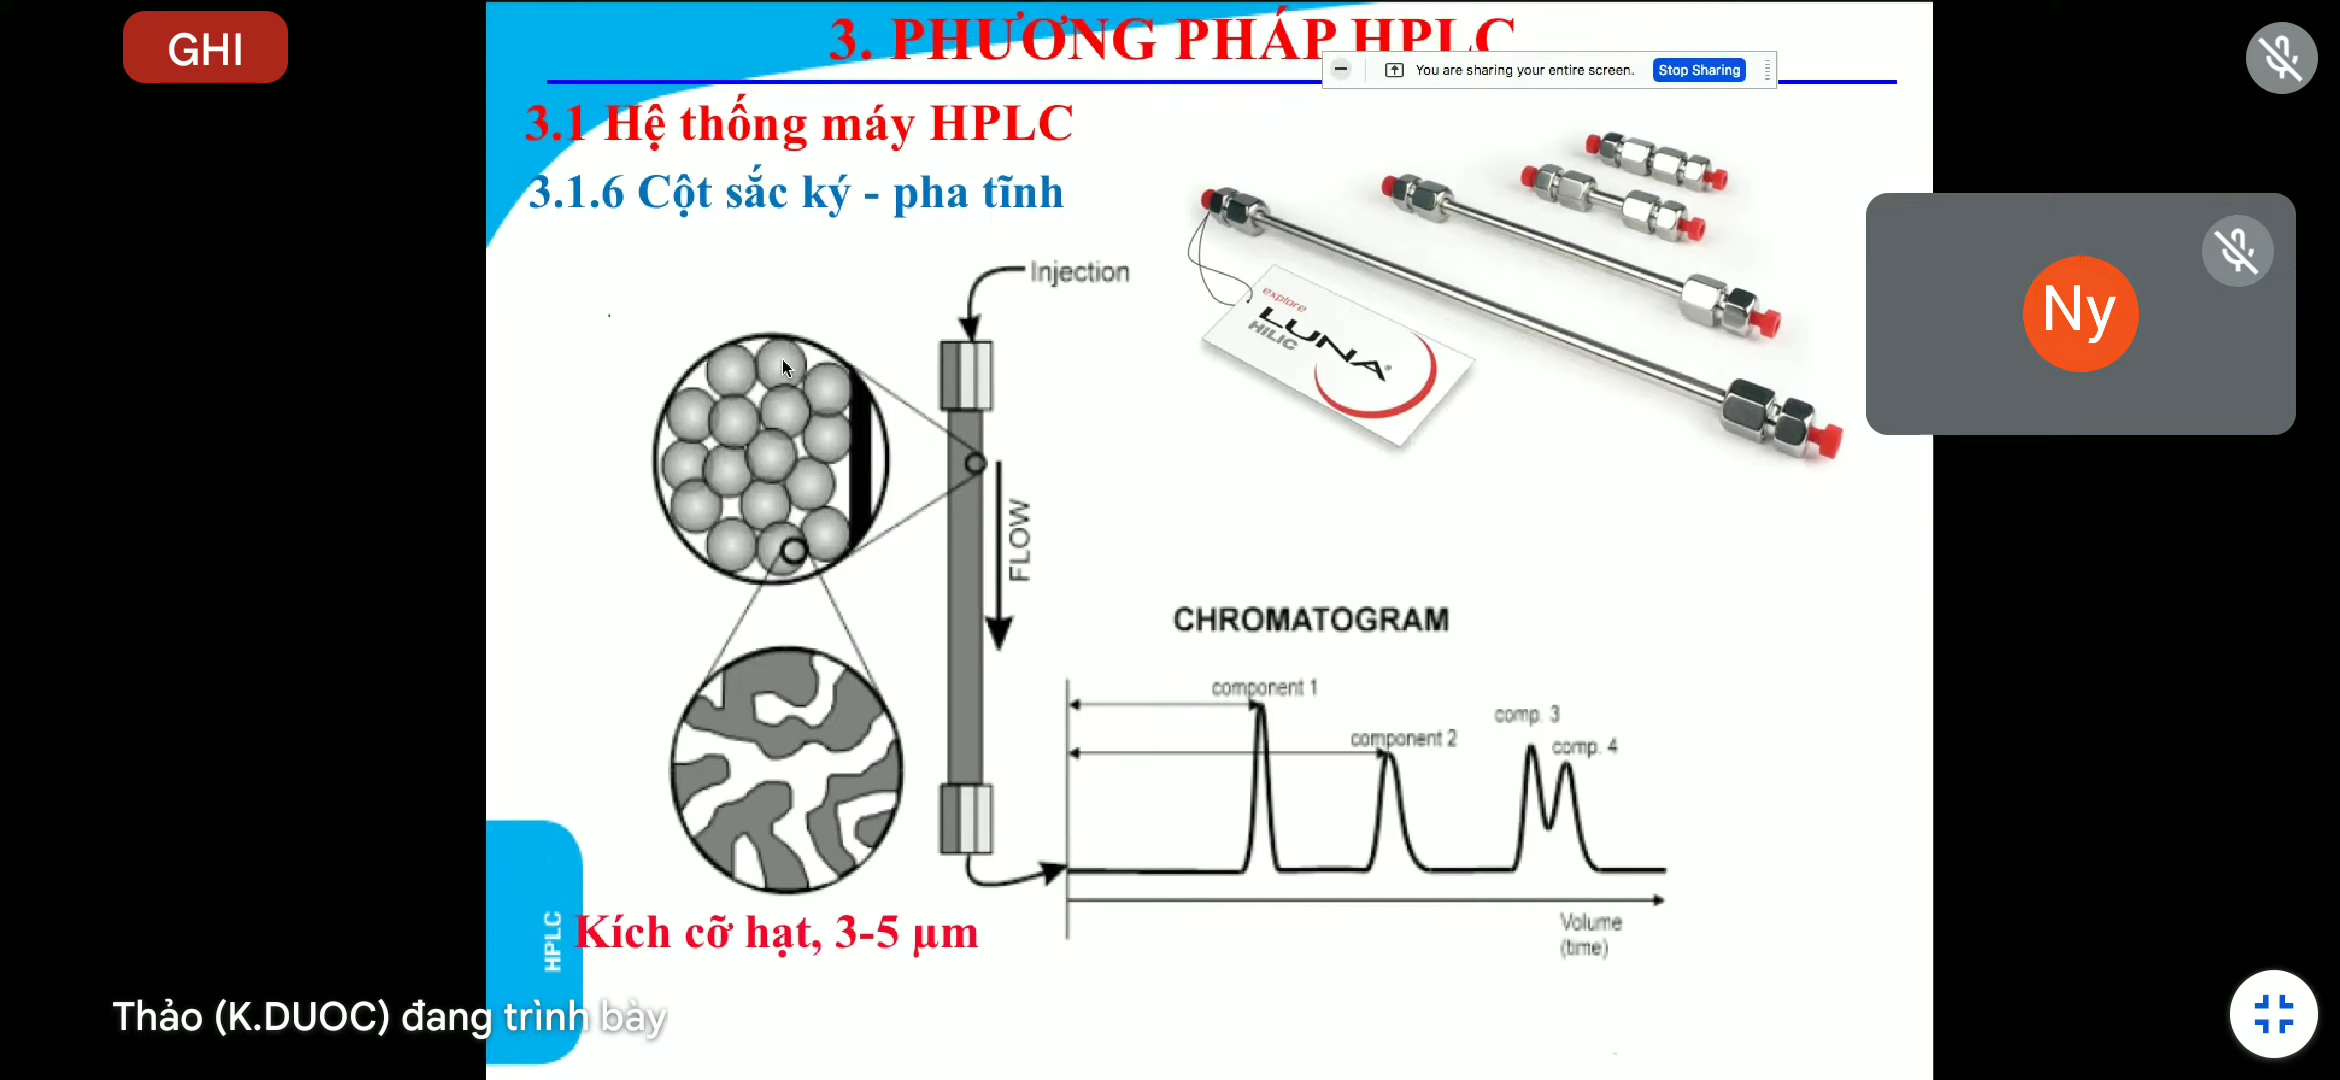 GHI
3. PHƯƠNG PHÁP HPLC
You are sharing your entire screen.
Stop Sharing
3.1 Hệ thống máy HPLC
3.1.6 Cột sắc ký - pha tĩnh
Injection
explore
LUNA
HILIC
Ny
FLOW
CHROMATOGRAM
component 1
component 2
comp. 3
comp. 4
Volume
(time)
HPLC
Kích cỡ hạt, 3-5 µm
Thảo (K.DUOC) đang trình bày